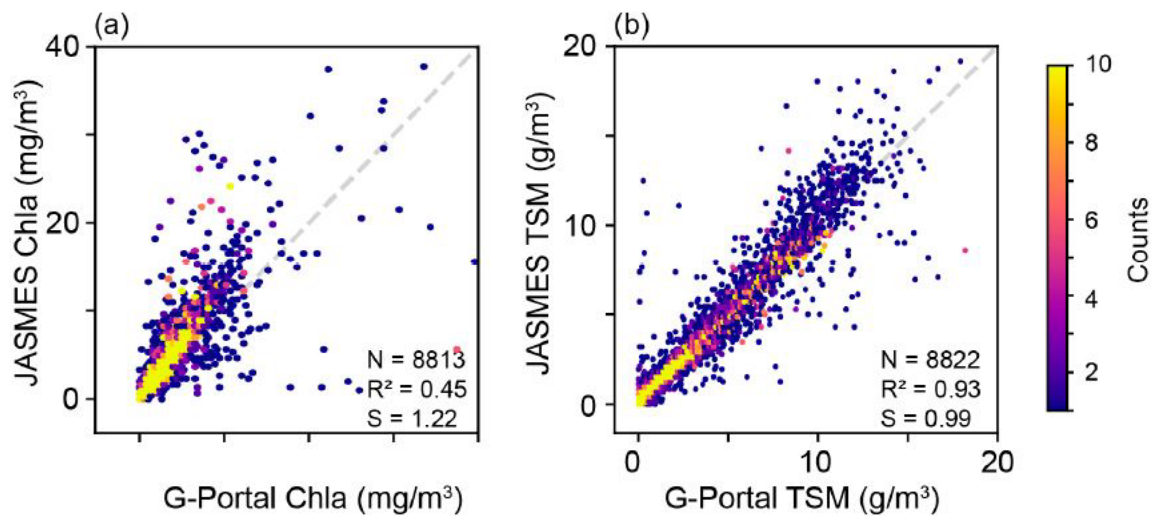 (a)
40
20
0
JASMES Chla (mg/m³)
N = 8813
R² = 0.45
S = 1.22
G-Portal Chla (mg/m³)
(b)
20
10
0
JASMES TSM (g/m³)
N = 8822
R² = 0.93
S = 0.99
0 10 20
G-Portal TSM (g/m³)
10
8
6
4
2
Counts